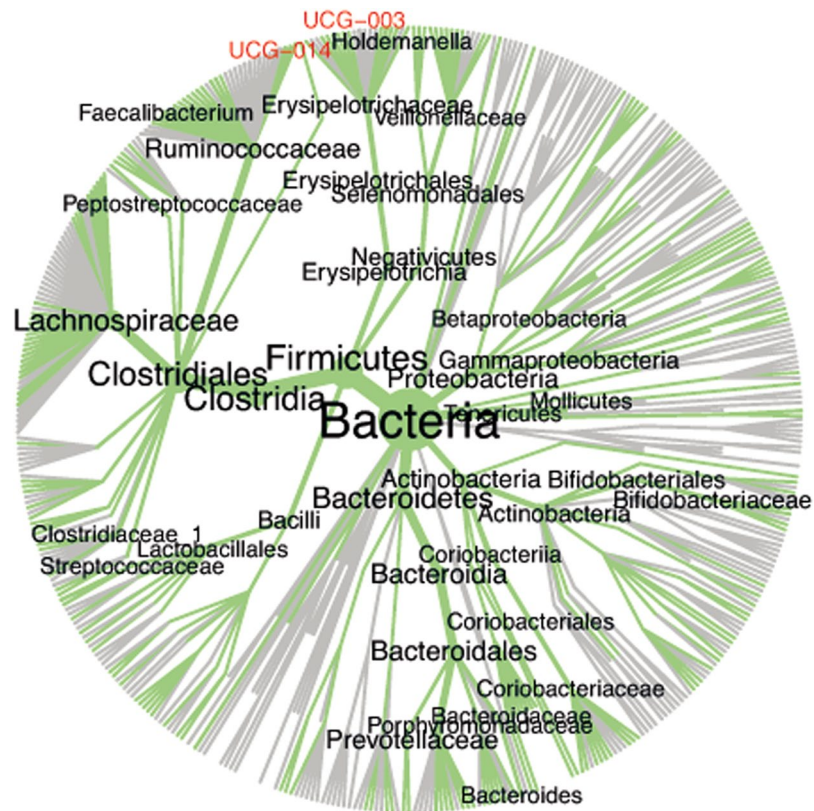 UCG-003
Holdemanella
UCG-014
Erysipelotrichaceae
Faecalibacterium
Veillonellaceae
Ruminococcaceae
Erysipelotrichales
Selenomonadales
Peptostreptococcaceae
Negativicutes
Erysipelotrichia
Betaproteobacteria
Lachnospiraceae
Firmicutes
Gammaproteobacteria
Clostridiales
Proteobacteria
Clostridia
Mollicutes
Tenericutes
Bacteria
Actinobacteria
Bifidobacteriales
Bacteroidetes
Bifidobacteriaceae
Actinobacteria
Bacilli
Clostridiaceae_1
Lactobacillales
Coriobacteriia
Streptococcaceae
Bacteroidia
Coriobacteriales
Bacteroidales
Coriobacteriaceae
Bacteroidaceae
Porphyromonadaceae
Prevotellaceae
Bacteroides